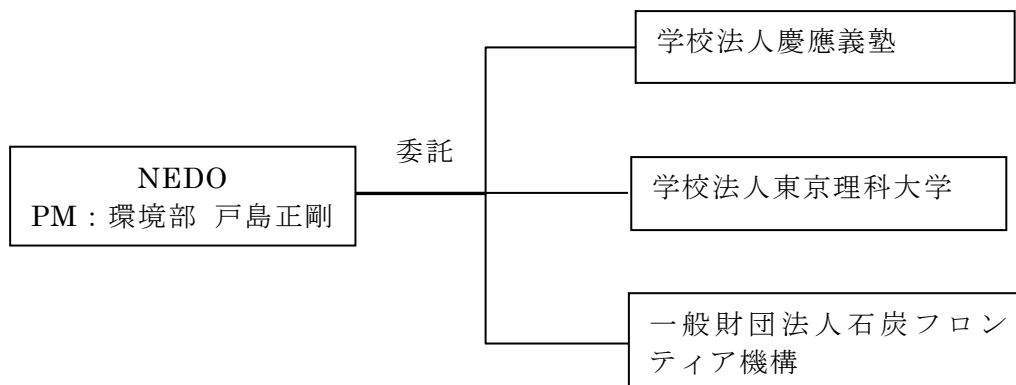 学校法人慶應義塾
委託
NEDO
PM：環境部 戸島正剛
学校法人東京理科大学
一般財団法人石炭フロン
ティア機構